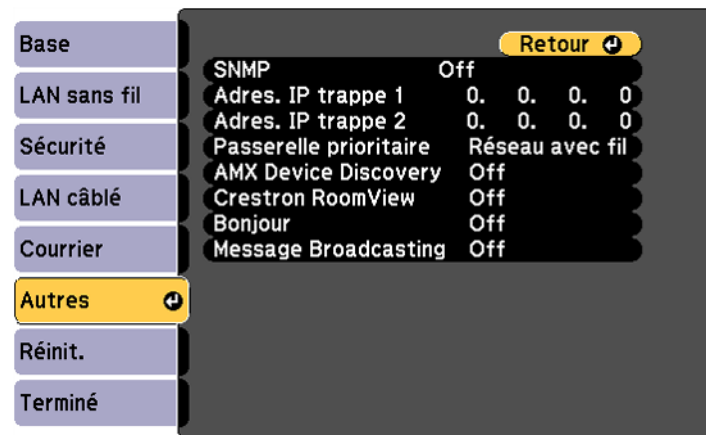 Base
LAN sans fil
Sécurité
LAN câblé
Courrier
Autres
Réinit.
Terminé
Retour
SNMP Off
Adres. IP trappe 1 0. 0. 0. 0
Adres. IP trappe 2 0. 0. 0. 0
Passerelle prioritaire Réseau avec fil
AMX Device Discovery Off
Crestron RoomView Off
Bonjour Off
Message Broadcasting Off